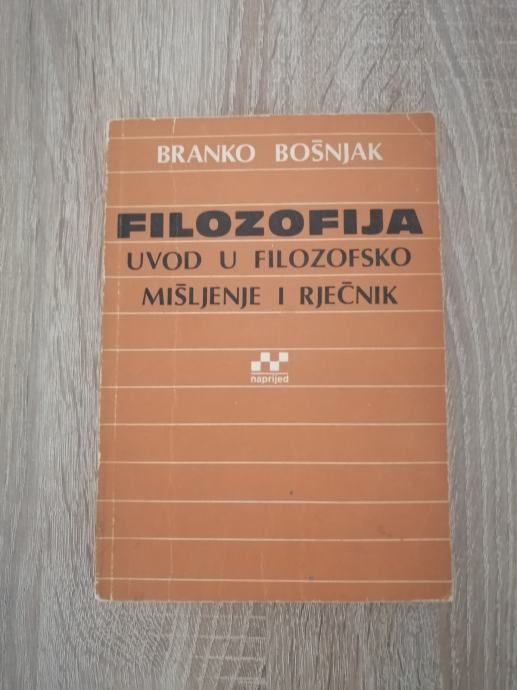 BRANKO BOŠNJAK
FILOZOFIJA
UVOD U FILOZOFSKO
MIŠLJENJE I RJEČNIK
naprijed